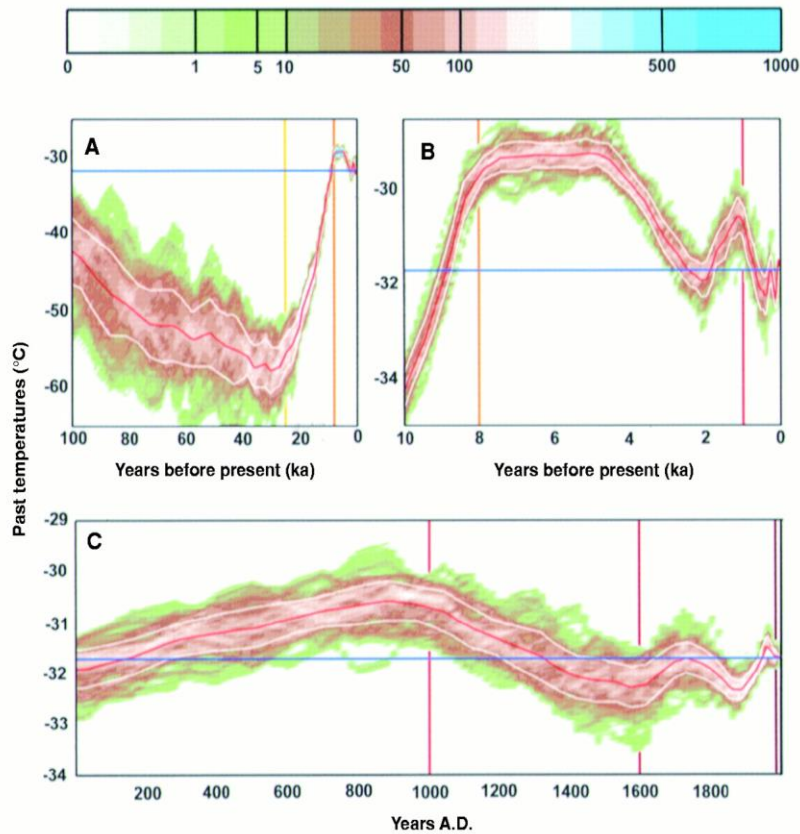 0 1 5 10 50 100 500 1000
A
-30
-40
-50
-60
100 80 60 40 20 0
Years before present (ka)
B
-30
-32
-34
10 8 6 4 2 0
Years before present (ka)
Past temperatures (°C)
C
-29
-30
-31
-32
-33
-34
200 400 600 800 1000 1200 1400 1600 1800
Years A.D.